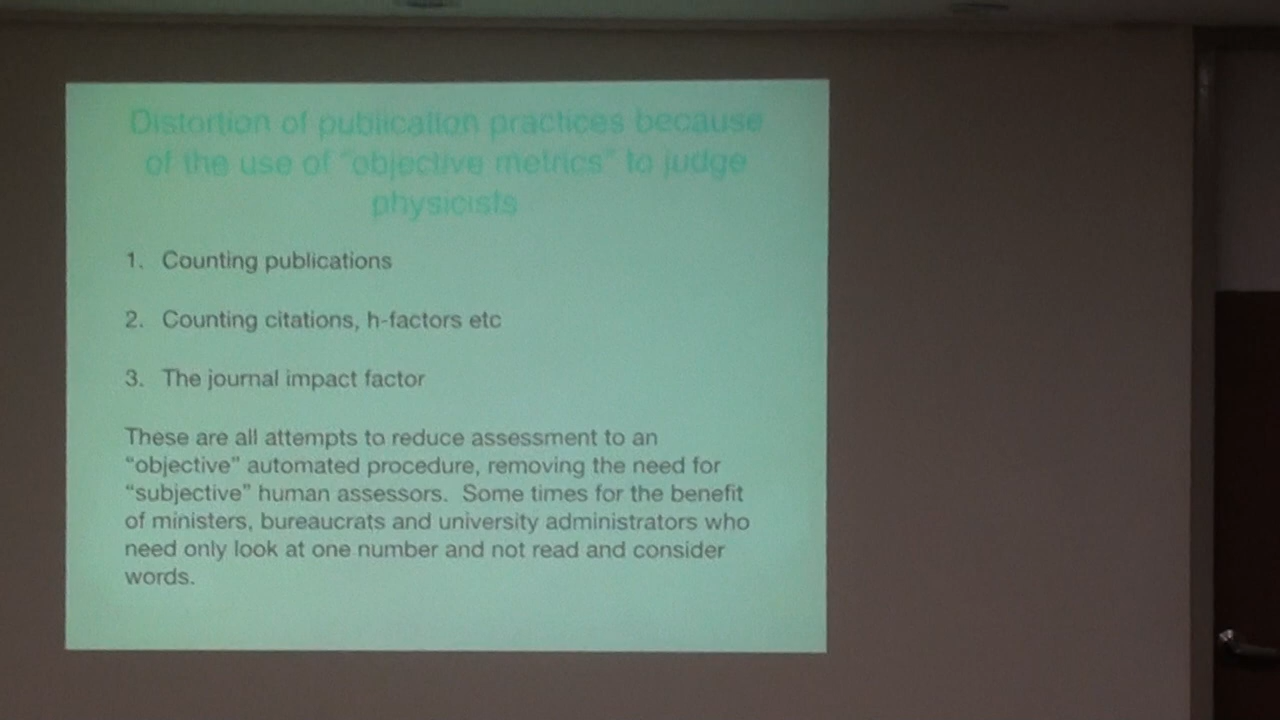 Distortion of publication practices because
of the use of "objective metrics" to judge
physicists
1. Counting publications
2. Counting citations, h-factors etc
3. The journal impact factor
These are all attempts to reduce assessment to an
"objective" automated procedure, removing the need for
"subjective" human assessors. Some times for the benefit
of ministers, bureaucrats and university administrators who
need only look at one number and not read and consider
words.